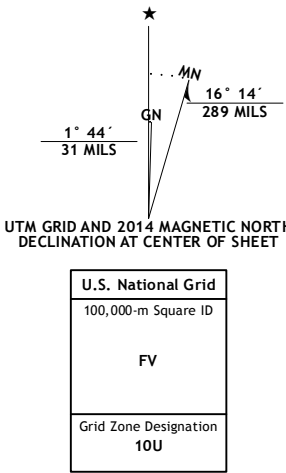 ★
MN
GN
16° 14´
289 MILS
1° 44´
31 MILS
UTM GRID AND 2014 MAGNETIC NORTH
DECLINATION AT CENTER OF SHEET
U.S. National Grid
100,000-m Square ID
FV
Grid Zone Designation
10U